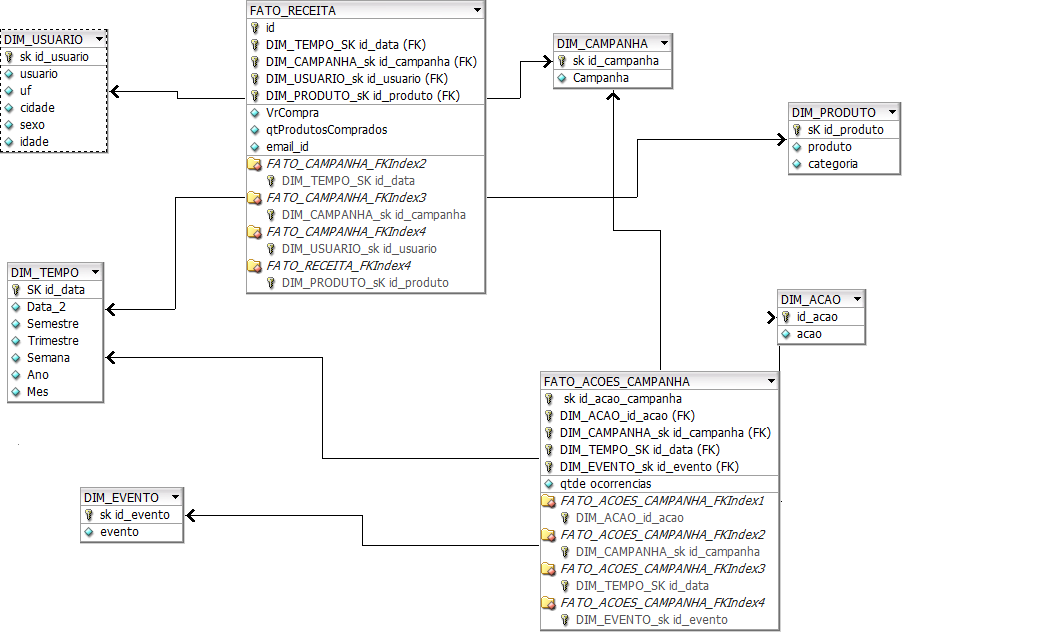 DIM_USUARIO
sk id_usuario
usuario
uf
cidade
sexo
idade
FATO_RECEITA
id
DIM_TEMPO_SK id_data (FK)
DIM_CAMPANHA_sk id_campanha (FK)
DIM_USUARIO_sk id_usuario (FK)
DIM_PRODUTO_sK id_produto (FK)
VrCompra
qtProdutosComprados
email_id
FATO_CAMPANHA_FKIndex2
DIM_TEMPO_SK id_data
FATO_CAMPANHA_FKIndex3
DIM_CAMPANHA_sk id_campanha
FATO_CAMPANHA_FKIndex4
DIM_USUARIO_sk id_usuario
FATO_RECEITA_FKIndex4
DIM_PRODUTO_sK id_produto
DIM_CAMPANHA
sk id_campanha
Campanha
DIM_PRODUTO
sK id_produto
produto
categoria
DIM_TEMPO
SK id_data
Data_2
Semestre
Trimestre
Semana
Ano
Mes
DIM_ACAO
id_acao
acao
FATO_ACOES_CAMPANHA
sk id_acao_campanha
DIM_ACAO_id_acao (FK)
DIM_CAMPANHA_sk id_campanha (FK)
DIM_TEMPO_SK id_data (FK)
DIM_EVENTO_sk id_evento (FK)
qtde ocorrencias
FATO_ACOES_CAMPANHA_FKIndex1
DIM_ACAO_id_acao
FATO_ACOES_CAMPANHA_FKIndex2
DIM_CAMPANHA_sk id_campanha
FATO_ACOES_CAMPANHA_FKIndex3
DIM_TEMPO_SK id_data
FATO_ACOES_CAMPANHA_FKIndex4
DIM_EVENTO_sk id_evento
DIM_EVENTO
sk id_evento
evento